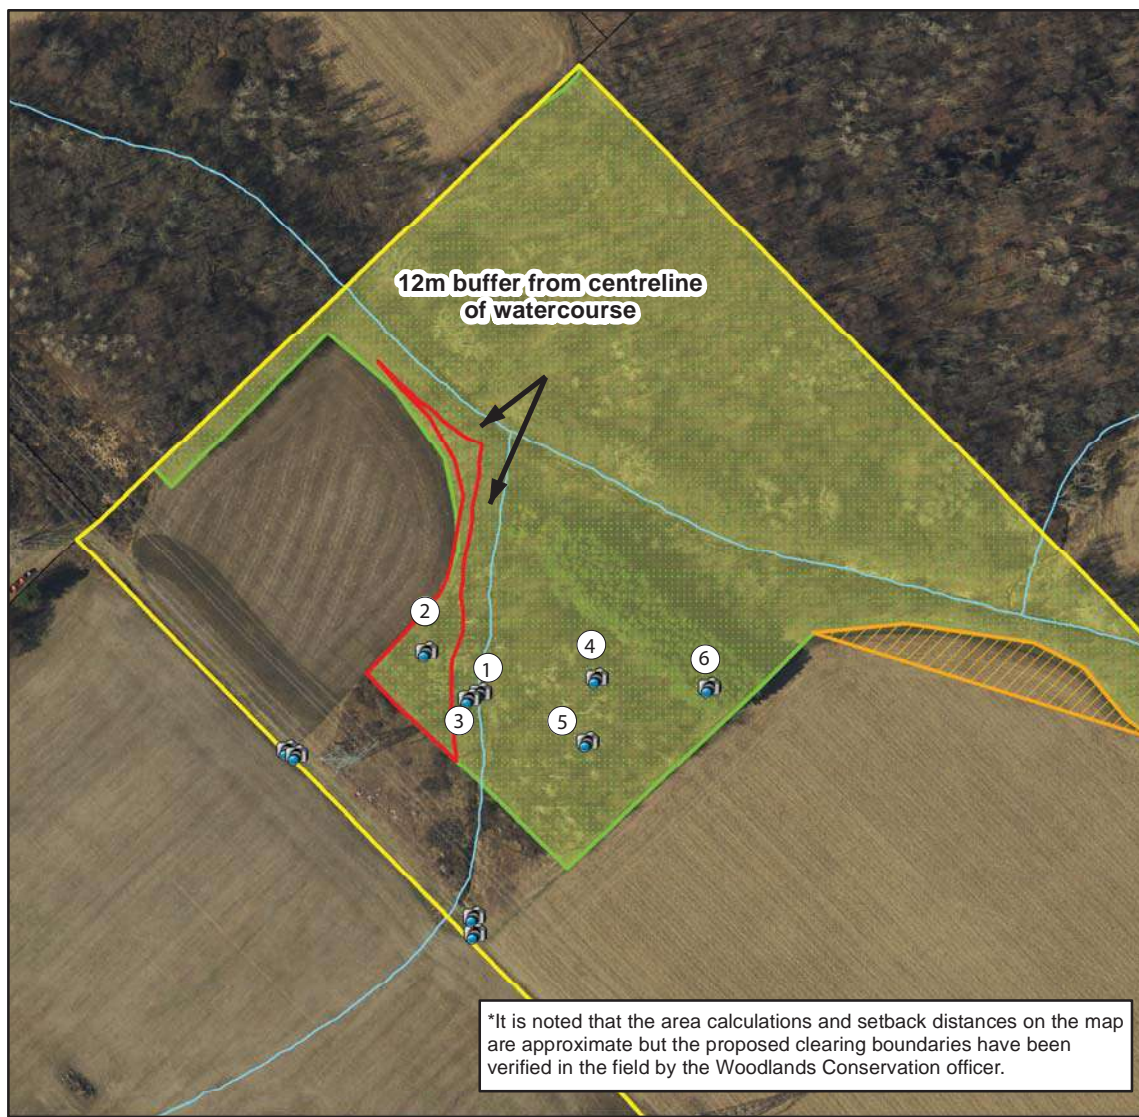 12m buffer from centreline
of watercourse
2
1
4
6
3
5
*It is noted that the area calculations and setback distances on the map
are approximate but the proposed clearing boundaries have been
verified in the field by the Woodlands Conservation officer.